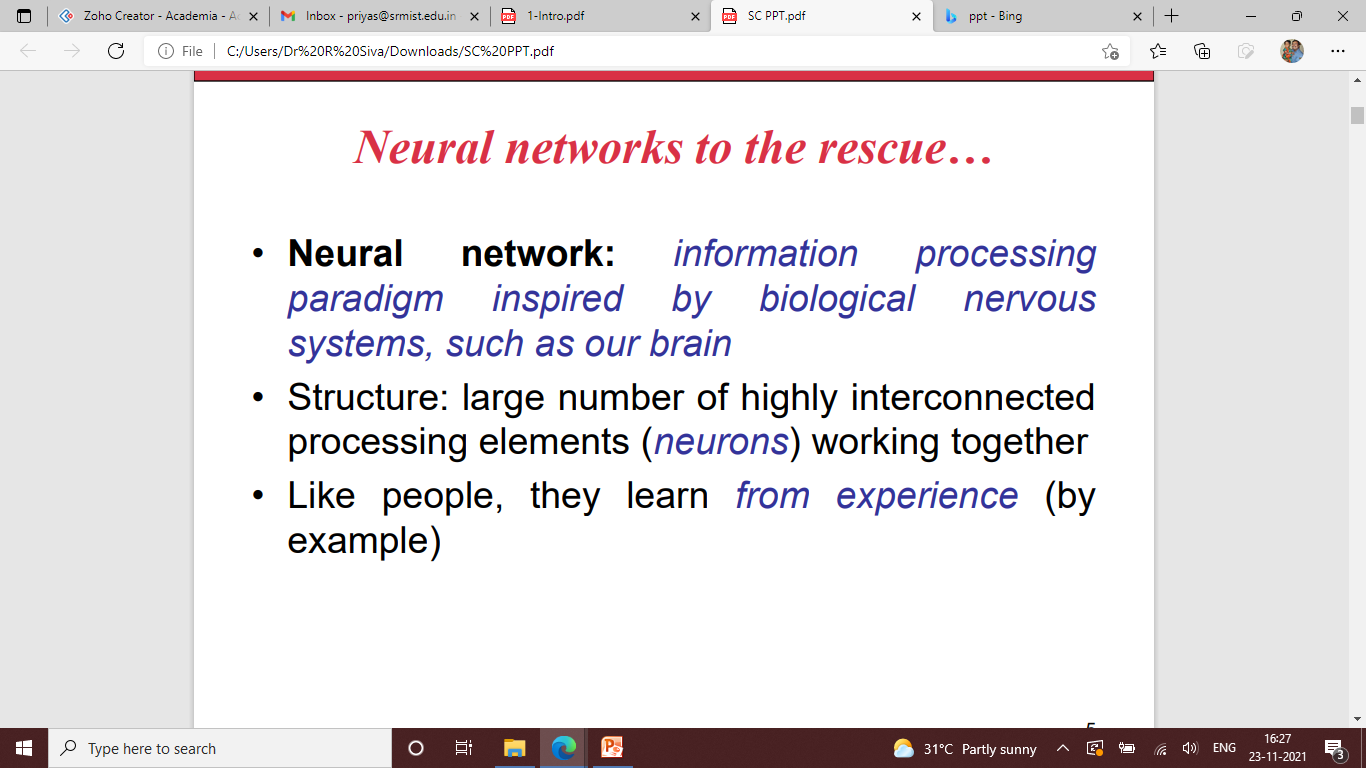 Zoho Creator - Academia - A
Inbox - priyas@srmist.edu.in
1-Intro.pdf
SC PPT.pdf
ppt - Bing
File
C:/Users/Dr%20R%20Siva/Downloads/SC%20PPT.pdf
Neural networks to the rescue…
• Neural network: information processing
paradigm inspired by biological nervous
systems, such as our brain
• Structure: large number of highly interconnected
processing elements (neurons) working together
• Like people, they learn from experience (by
example)
Type here to search
31°C Partly sunny
ENG
16:27
23-11-2021
3